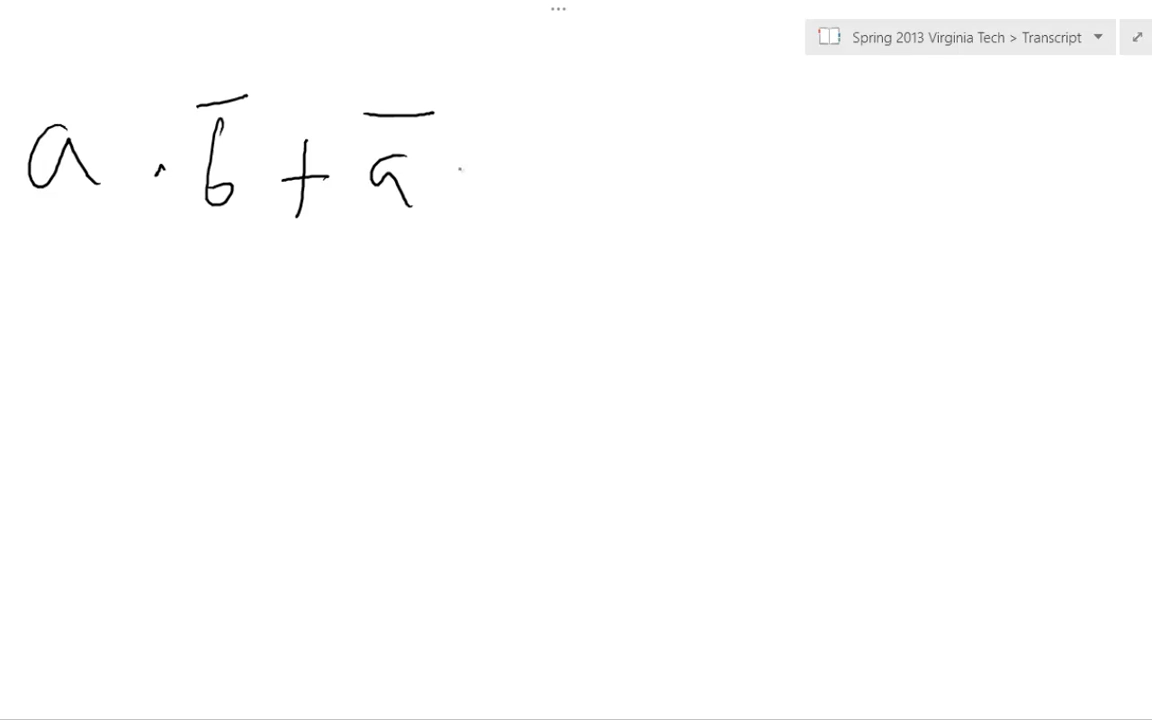 Spring 2013 Virginia Tech > Transcript
a · b̅ + a̅ ·